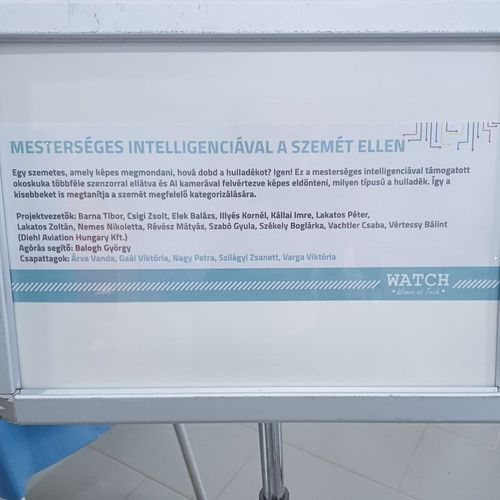 MESTERSÉGES INTELLIGENCIÁVAL A SZEMÉT ELLEN
Egy szemetes, amely képes megmondani, hová dobd a hulladékot? Igen! Ez a mesterséges intelligenciával támogatott
okoskuka többféle szenzorral ellátva és AI kamerával felvértezve képes eldönteni, milyen típusú a hulladék. Így a
kisebbeket is megtanítja a szemét megfelelő kategorizálására.
Projektvezetők: Barna Tibor, Csigi Zsolt, Elek Balázs, Illyés Kornél, Kállai Imre, Lakatos Péter,
Lakatos Zoltán, Nemes Nikoletta, Révész Mátyás, Szabó Gyula, Székely Boglárka, Vachtler Csaba, Vértessy Bálint
(Diehl Aviation Hungary Kft.)
Agórás segítő: Balogh György
Csapattagok: Árva Vanda, Gaál Viktória, Nagy Petra, Szilágyi Zsanett, Varga Viktória
WATCH
Women at Tech